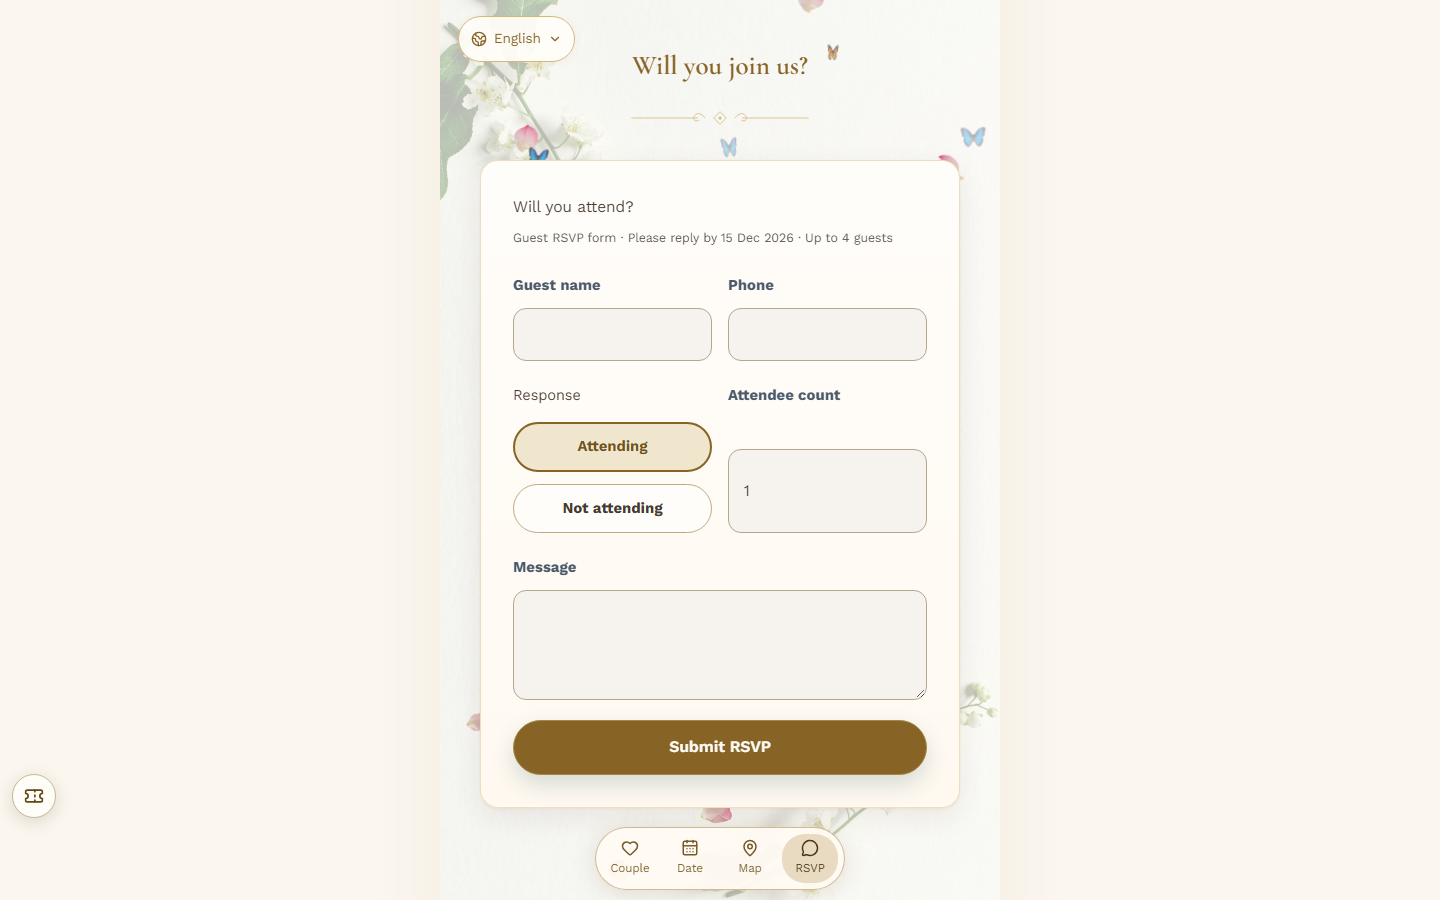 English
Will you join us?
Will you attend?
Guest RSVP form · Please reply by 15 Dec 2026 · Up to 4 guests
Guest name
Phone
Response
Attendee count
Attending
1
Not attending
Message
Submit RSVP
Couple
Date
Map
RSVP